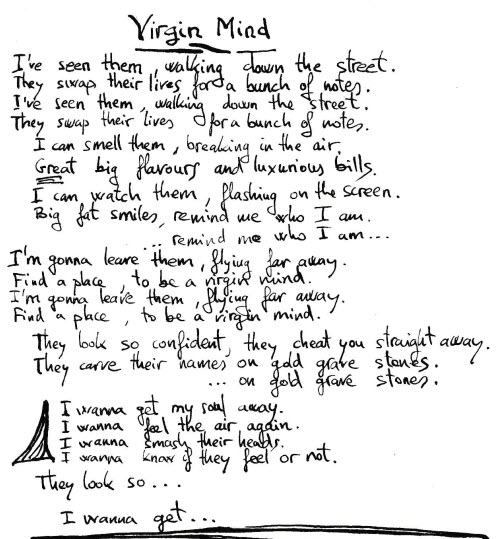 Virgin Mind
I've seen them, walking down the street.
They swap their lives for a bunch of notes.
I've seen them, walking down the street.
They swap their lives for a bunch of notes.
I can smell them, breaking in the air.
Great big flavours and luxurious bills.
I can watch them, flashing on the screen.
Big fat smiles, remind me who I am.
... remind me who I am...
I'm gonna leave them, flying far away.
Find a place, to be a virgin mind.
I'm gonna leave them, flying far away.
Find a place, to be a virgin mind.
They look so confident, they cheat you straight away.
They carve their names on gold grave stones.
... on gold grave stones.
I wanna get my soul away.
I wanna feel the air, again.
I wanna smash their heads.
I wanna know if they feel or not.
They look so...
I wanna get...